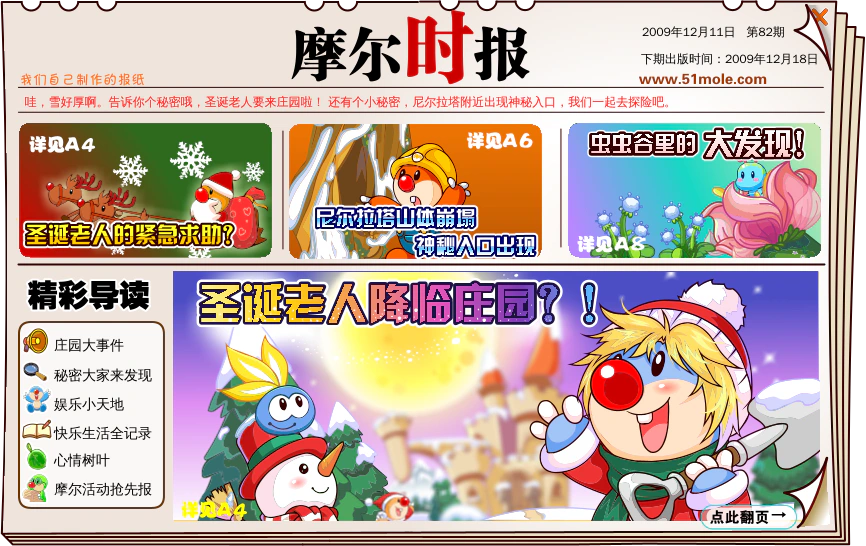 摩尔时报
2009年12月11日 第82期
下期出版时间：2009年12月18日
我们自己制作的报纸
www.51mole.com
哇，雪好厚啊。告诉你个秘密哦，圣诞老人要来庄园啦！ 还有个小秘密，尼尔拉塔附近出现神秘入口，我们一起去探险吧。
详见A4
圣诞老人的紧急求助？
详见A6
尼尔拉塔山体崩塌
神秘入口出现
虫虫谷里的 大发现！
详见A8
精彩导读
庄园大事件
秘密大家来发现
娱乐小天地
快乐生活全记录
心情树叶
摩尔活动抢先报
圣诞老人降临庄园？！
详见A4
点此翻页→